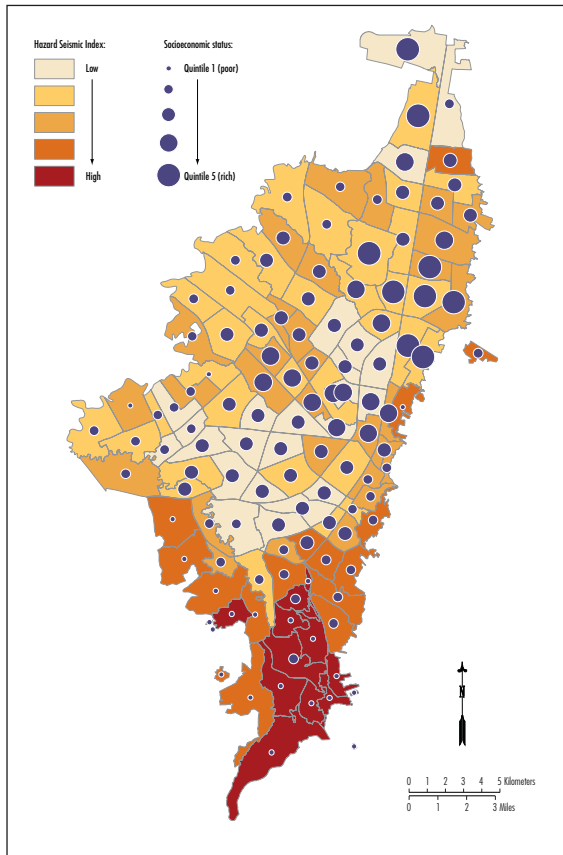 Hazard Seismic Index:
Low
High
Socioeconomic status:
Quintile 1 (poor)
Quintile 5 (rich)
N
0 1 2 3 4 5 Kilometers
0 1 2 3 Miles